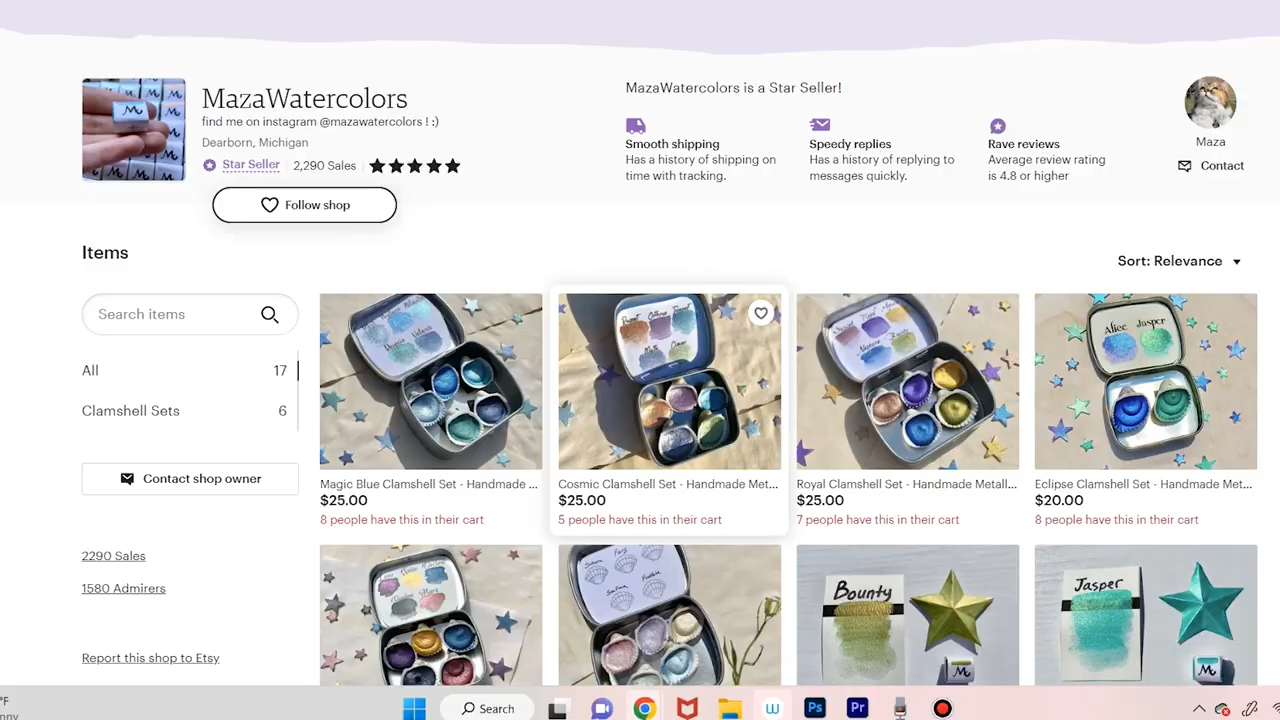 MazaWatercolors
find me on instagram @mazawatercolors ! :)
Dearborn, Michigan
Star Seller
2,290 Sales
Follow shop
MazaWatercolors is a Star Seller!
Smooth shipping
Has a history of shipping on
time with tracking.
Speedy replies
Has a history of replying to
messages quickly.
Rave reviews
Average review rating
is 4.8 or higher
Maza
Contact
Items
Sort: Relevance
Search items
All 17
Clamshell Sets 6
Contact shop owner
2290 Sales
1580 Admirers
Report this shop to Etsy
Alice Jasper
Magic Blue Clamshell Set - Handmade ...
$25.00
8 people have this in their cart
Cosmic Clamshell Set - Handmade Met...
$25.00
5 people have this in their cart
Royal Clamshell Set - Handmade Metall...
$25.00
7 people have this in their cart
Eclipse Clamshell Set - Handmade Met...
$20.00
8 people have this in their cart
Bounty
M
Jasper
M
Search
Ps
Pr